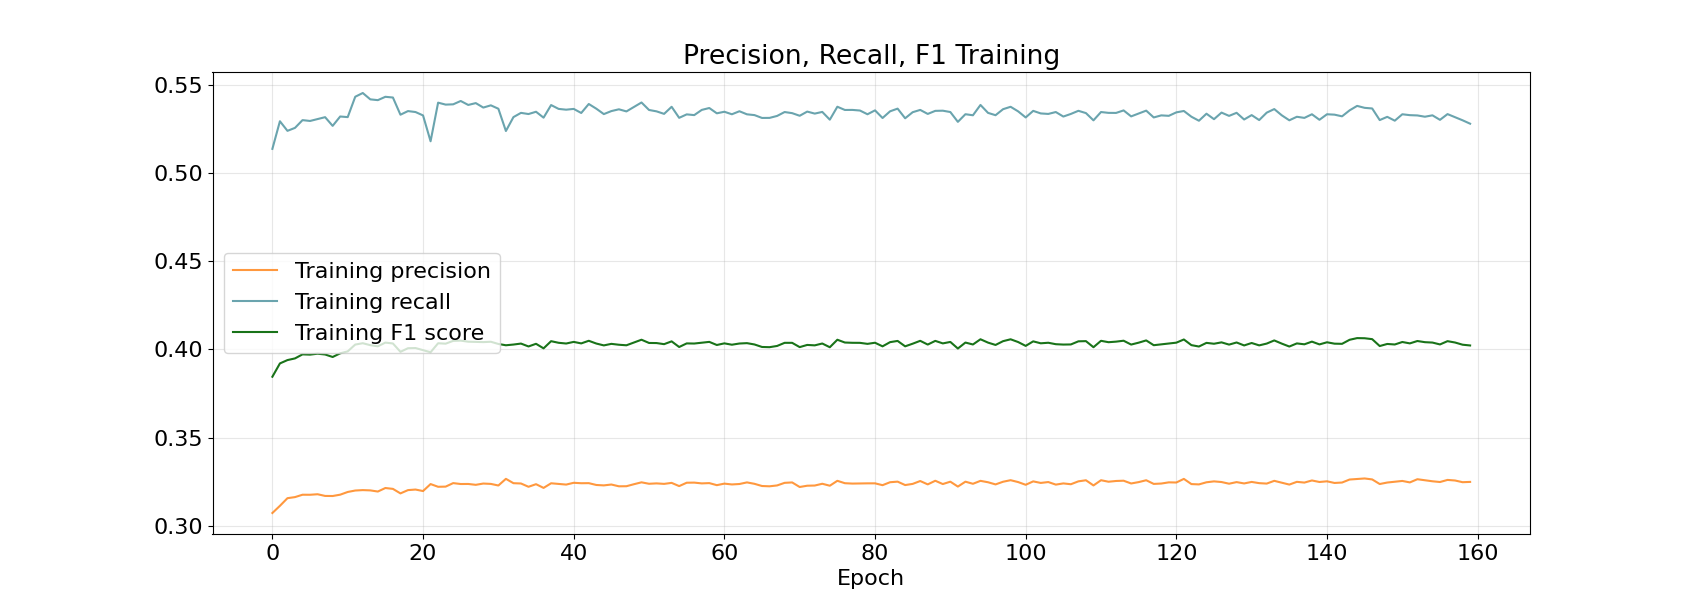 Precision, Recall, F1 Training
0.55
0.50
0.45
0.40
0.35
0.30
Training precision
Training recall
Training F1 score
0 20 40 60 80 100 120 140 160
Epoch